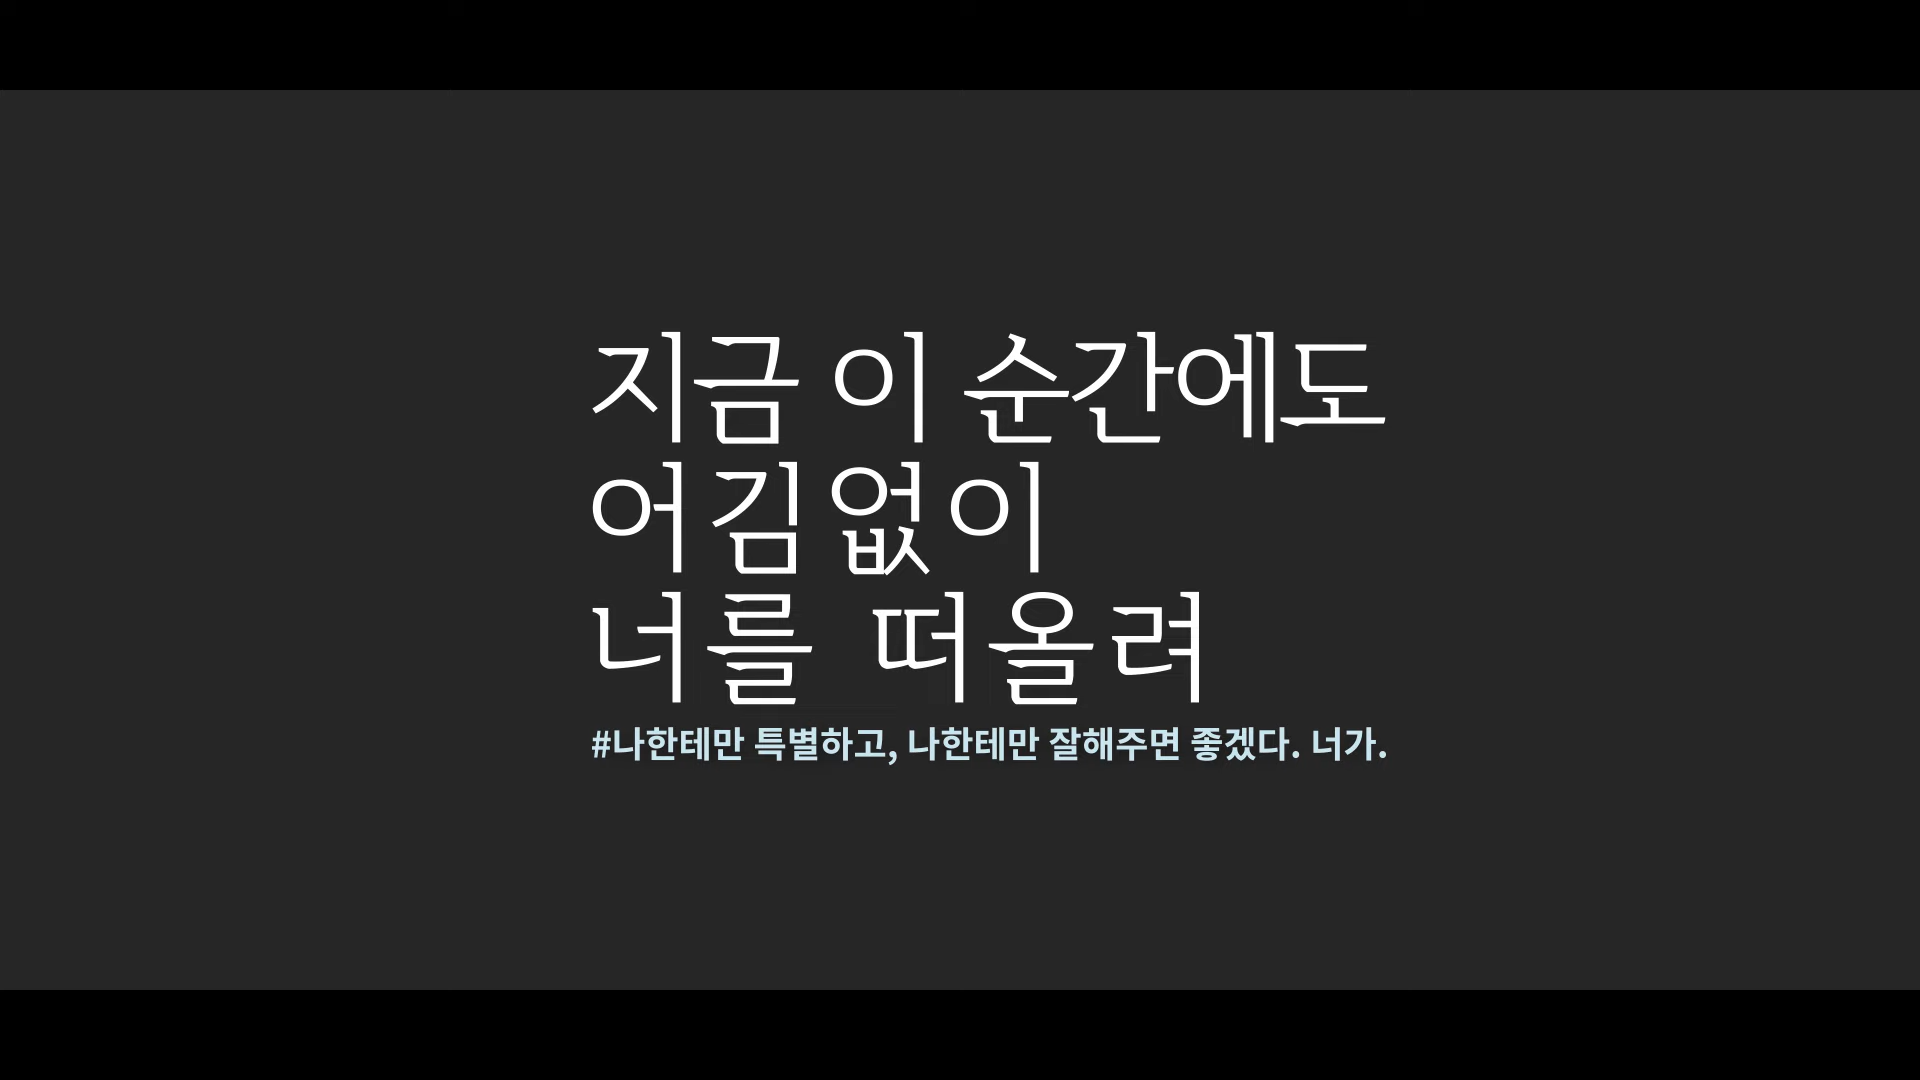 지금 이 순간에도
어김없이
너를 떠올려
#나한테만 특별하고, 나한테만 잘해주면 좋겠다. 너가.